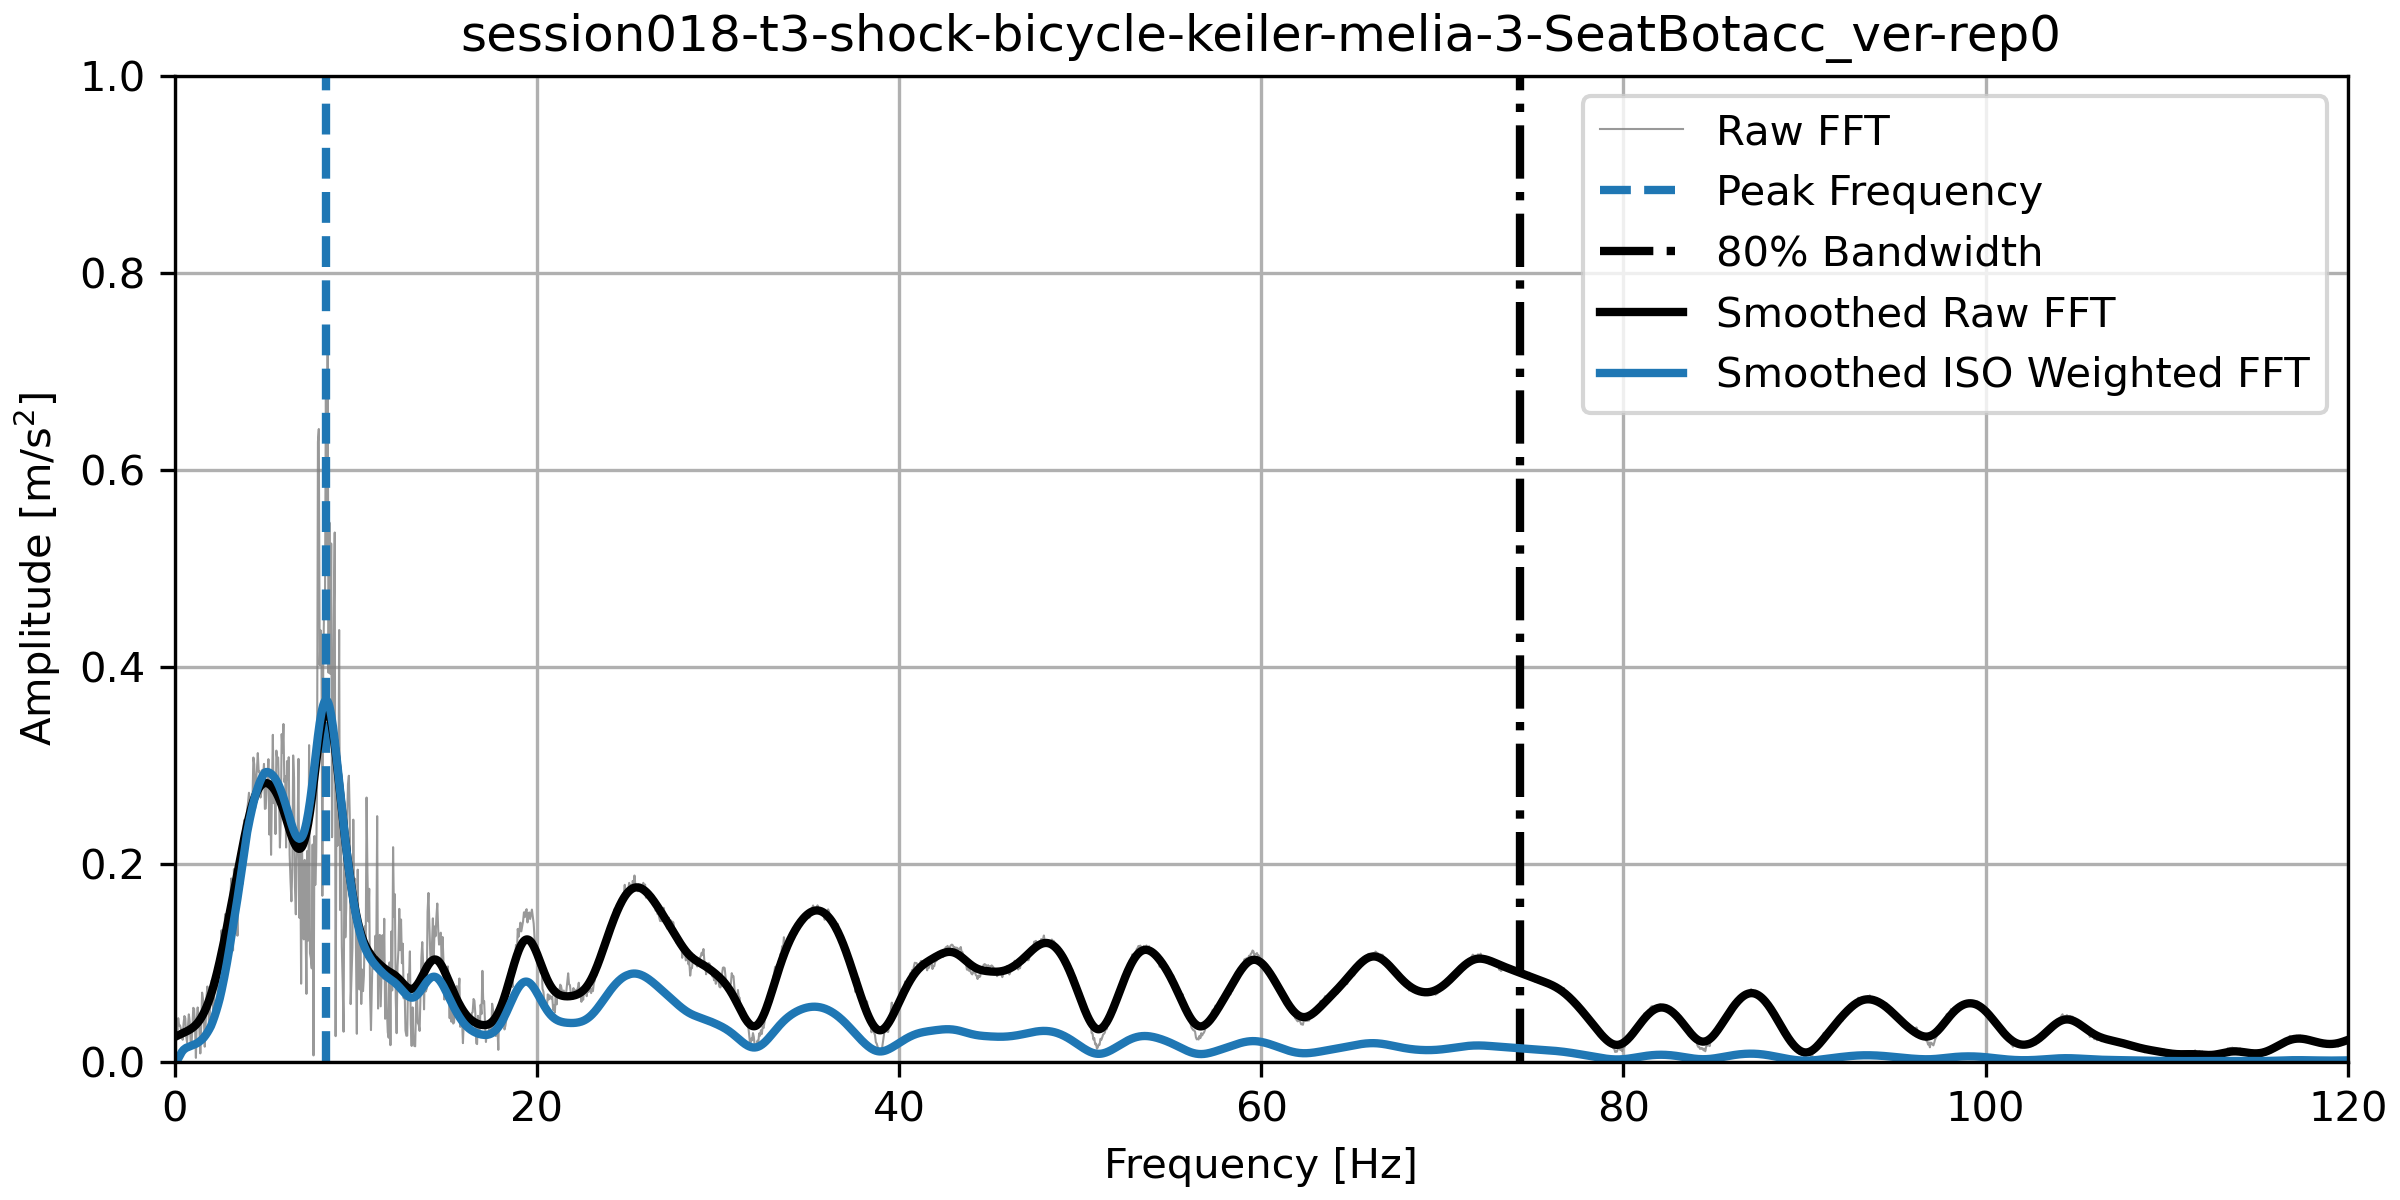 session018-t3-shock-bicycle-keiler-melia-3-SeatBotacc_ver-rep0
1.0
0.8
0.6
0.4
0.2
0.0
Amplitude [m/s²]
Raw FFT
Peak Frequency
80% Bandwidth
Smoothed Raw FFT
Smoothed ISO Weighted FFT
0 20 40 60 80 100 120
Frequency [Hz]